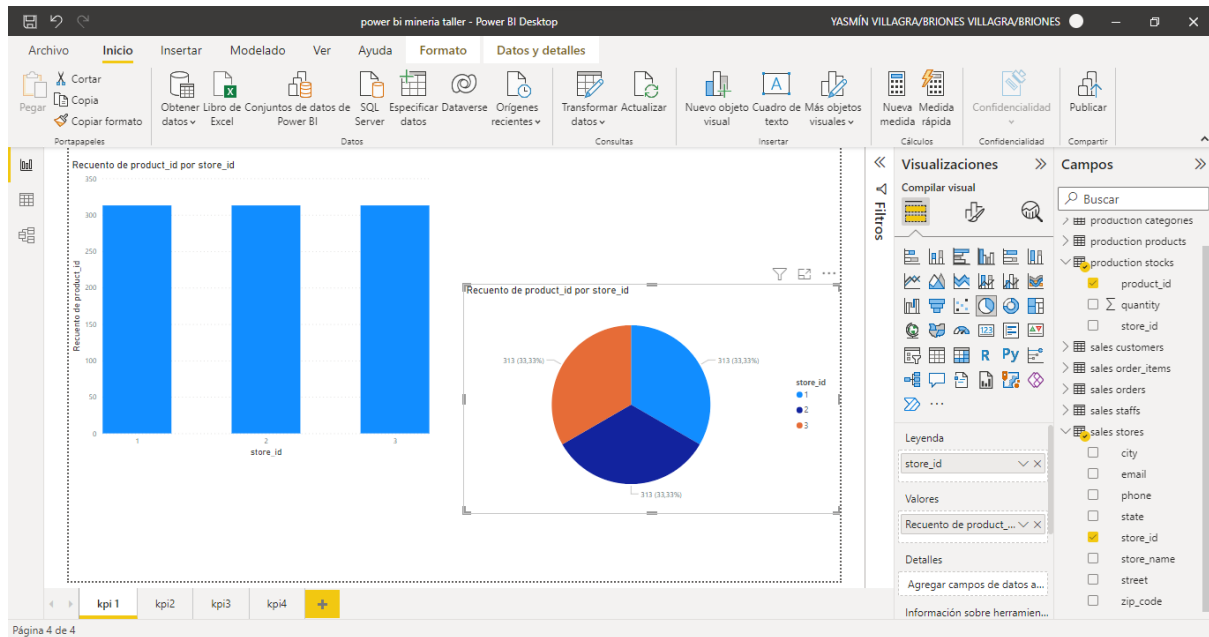 power bi mineria taller - Power BI Desktop
YASMÍN VILLAGRA/BRIONES VILLAGRA/BRIONES
Archivo Inicio Insertar Modelado Ver Ayuda Formato Datos y detalles
Pegar
Cortar
Copia
Copiar formato
Portapapeles
Obtener datos
Libro de Excel
Conjuntos de datos de Power BI
SQL Server
Especificar datos
Dataverse
Orígenes recientes
Datos
Transformar datos
Actualizar
Consultas
Nuevo objeto visual
Cuadro de texto
Más objetos visuales
Insertar
Nueva medida
Medida rápida
Cálculos
Confidencialidad
Confidencialidad
Publicar
Compartir
Recuento de product_id por store_id
350
300
250
200
150
100
50
0
Recuento de product_id
1 2 3
store_id
Recuento de product_id por store_id
313 (33,33%)
313 (33,33%)
313 (33,33%)
store_id
1
2
3
Filtros
Visualizaciones
Compilar visual
123
R Py
Leyenda
store_id
Valores
Recuento de product_...
Detalles
Agregar campos de datos a...
Información sobre herramien...
Campos
Buscar
production categories
production products
production stocks
product_id
quantity
store_id
sales customers
sales order_items
sales orders
sales staffs
sales stores
city
email
phone
state
store_id
store_name
street
zip_code
kpi 1 kpi2 kpi3 kpi4
Página 4 de 4